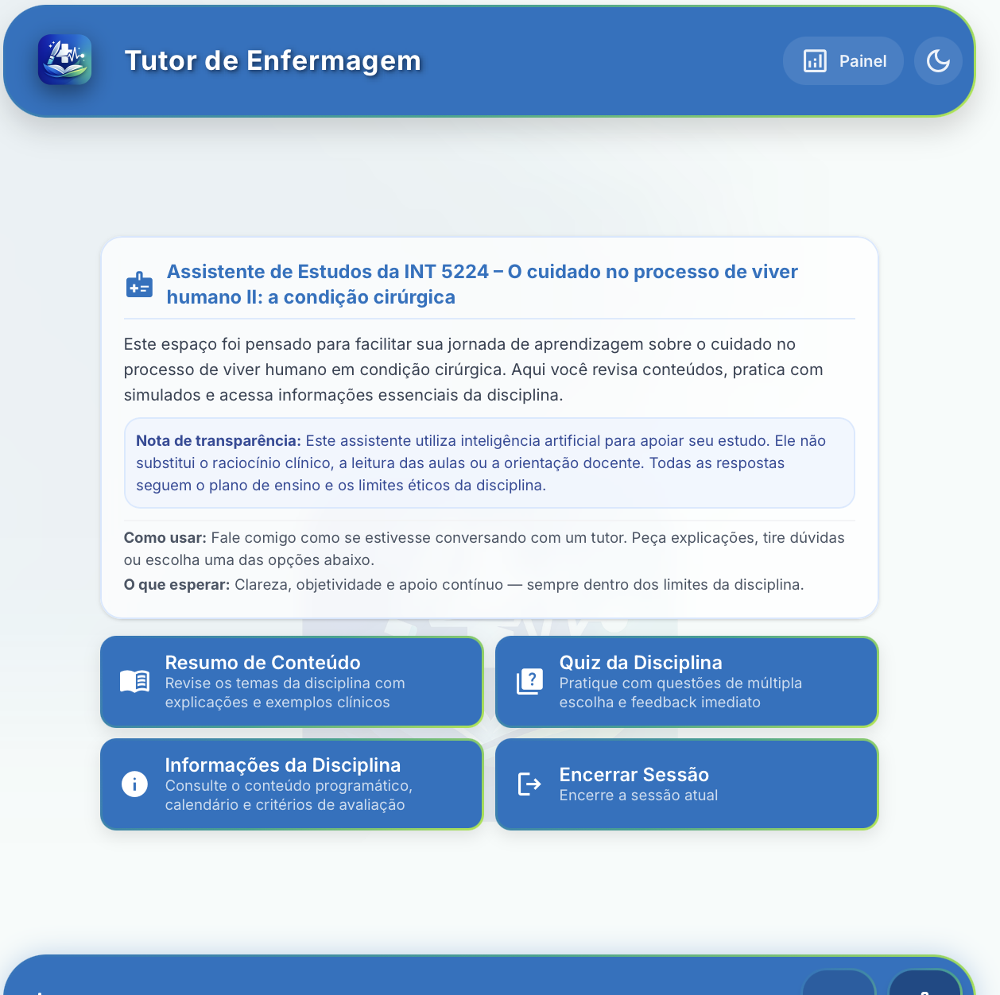 Tutor de Enfermagem
Painel
Assistente de Estudos da INT 5224 – O cuidado no processo de viver
humano II: a condição cirúrgica
Este espaço foi pensado para facilitar sua jornada de aprendizagem sobre o cuidado no
processo de viver humano em condição cirúrgica. Aqui você revisa conteúdos, pratica com
simulados e acessa informações essenciais da disciplina.
Nota de transparência: Este assistente utiliza inteligência artificial para apoiar seu estudo. Ele não
substitui o raciocínio clínico, a leitura das aulas ou a orientação docente. Todas as respostas
seguem o plano de ensino e os limites éticos da disciplina.
Como usar: Fale comigo como se estivesse conversando com um tutor. Peça explicações, tire dúvidas
ou escolha uma das opções abaixo.
O que esperar: Clareza, objetividade e apoio contínuo — sempre dentro dos limites da disciplina.
Resumo de Conteúdo
Revise os temas da disciplina com
explicações e exemplos clínicos
Quiz da Disciplina
Pratique com questões de múltipla
escolha e feedback imediato
Informações da Disciplina
Consulte o conteúdo programático,
calendário e critérios de avaliação
Encerrar Sessão
Encerre a sessão atual